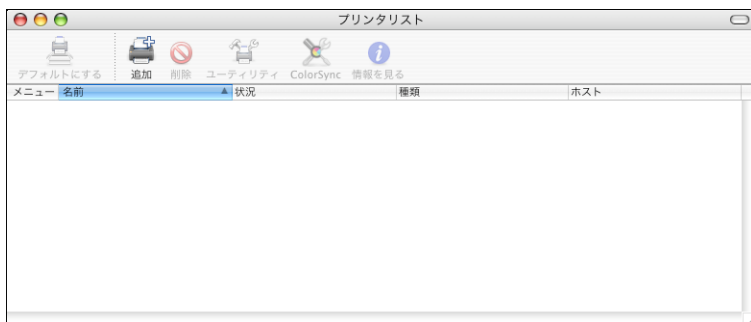 プリンタリスト
デフォルトにする 追加 削除 ユーティリティ ColorSync 情報を見る
メニュー 名前 状況 種類 ホスト